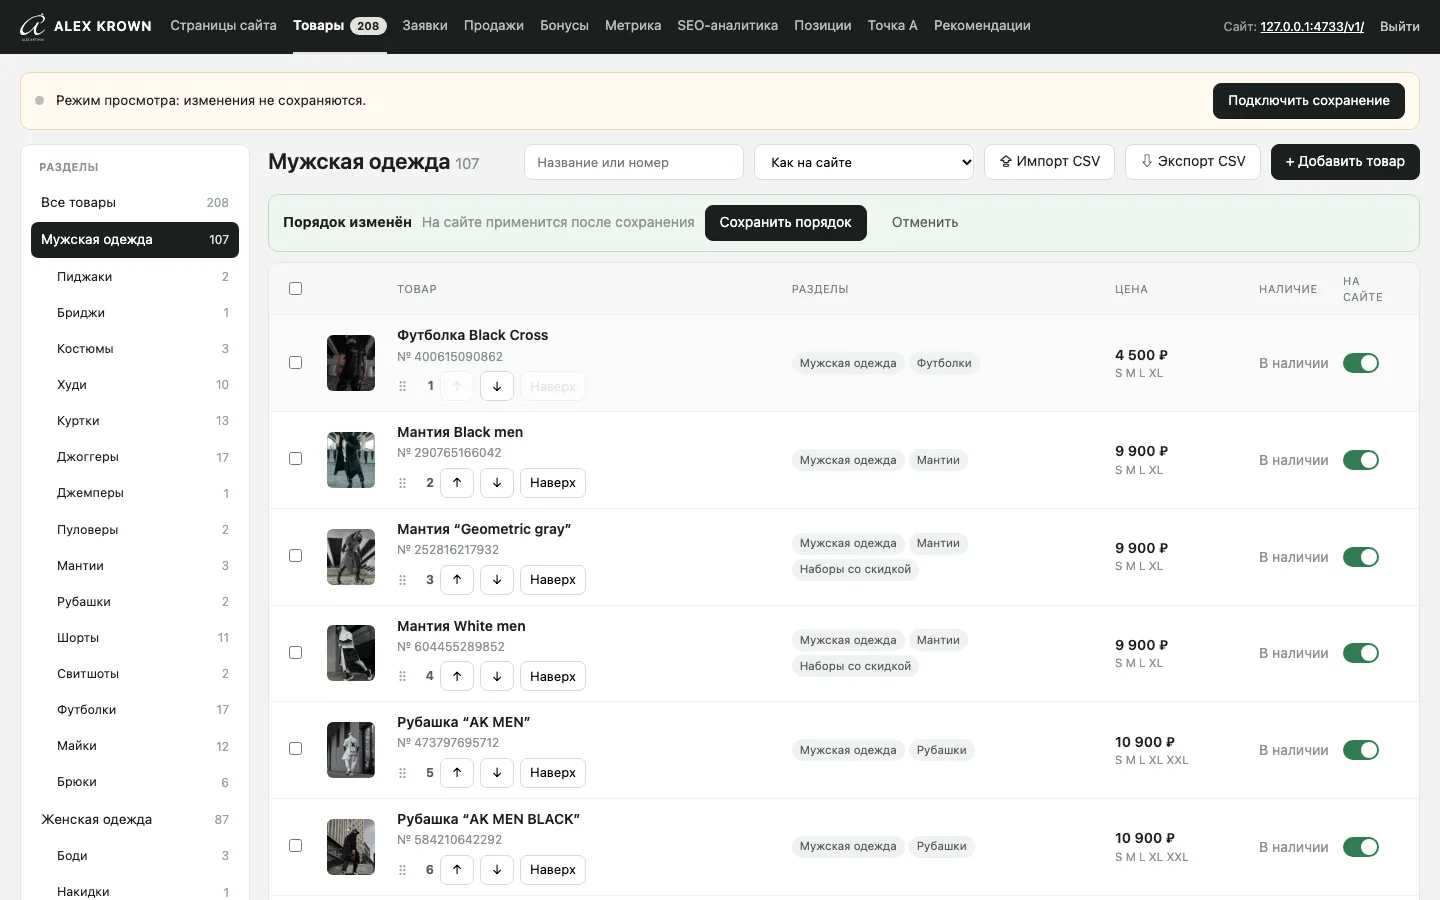 ALEX KROWN
Страницы сайта
Товары 208
Заявки
Продажи
Бонусы
Метрика
SEO-аналитика
Позиции
Точка А
Рекомендации
Сайт: 127.0.0.1:4733/v1/
Выйти
Режим просмотра: изменения не сохраняются.
Подключить сохранение
РАЗДЕЛЫ
Все товары 208
Мужская одежда 107
Пиджаки 2
Бриджи 1
Костюмы 3
Худи 10
Куртки 13
Джоггеры 17
Джемперы 1
Пуловеры 2
Мантии 3
Рубашки 2
Шорты 11
Свитшоты 2
Футболки 17
Майки 12
Брюки 6
Женская одежда 87
Боди 3
Накидки 1
Мужская одежда 107
Название или номер
Как на сайте
Импорт CSV
Экспорт CSV
+ Добавить товар
Порядок изменён На сайте применится после сохранения
Сохранить порядок
Отменить
ТОВАР
РАЗДЕЛЫ
ЦЕНА
НАЛИЧИЕ
НА
САЙТЕ
Футболка Black Cross
№ 400615090862
1 ↑ ↓ Наверх
Мужская одежда Футболки
4 500 ₽
S M L XL
В наличии
Мантия Black men
№ 290765166042
2 ↑ ↓ Наверх
Мужская одежда Мантии
9 900 ₽
S M L XL
В наличии
Мантия “Geometric gray”
№ 252816217932
3 ↑ ↓ Наверх
Мужская одежда Мантии
Наборы со скидкой
9 900 ₽
S M L XL
В наличии
Мантия White men
№ 604455289852
4 ↑ ↓ Наверх
Мужская одежда Мантии
Наборы со скидкой
9 900 ₽
S M L XL
В наличии
Рубашка “AK MEN”
№ 473797695712
5 ↑ ↓ Наверх
Мужская одежда Рубашки
10 900 ₽
S M L XL XXL
В наличии
Рубашка “AK MEN BLACK”
№ 584210642292
6 ↑ ↓ Наверх
Мужская одежда Рубашки
10 900 ₽
S M L XL XXL
В наличии